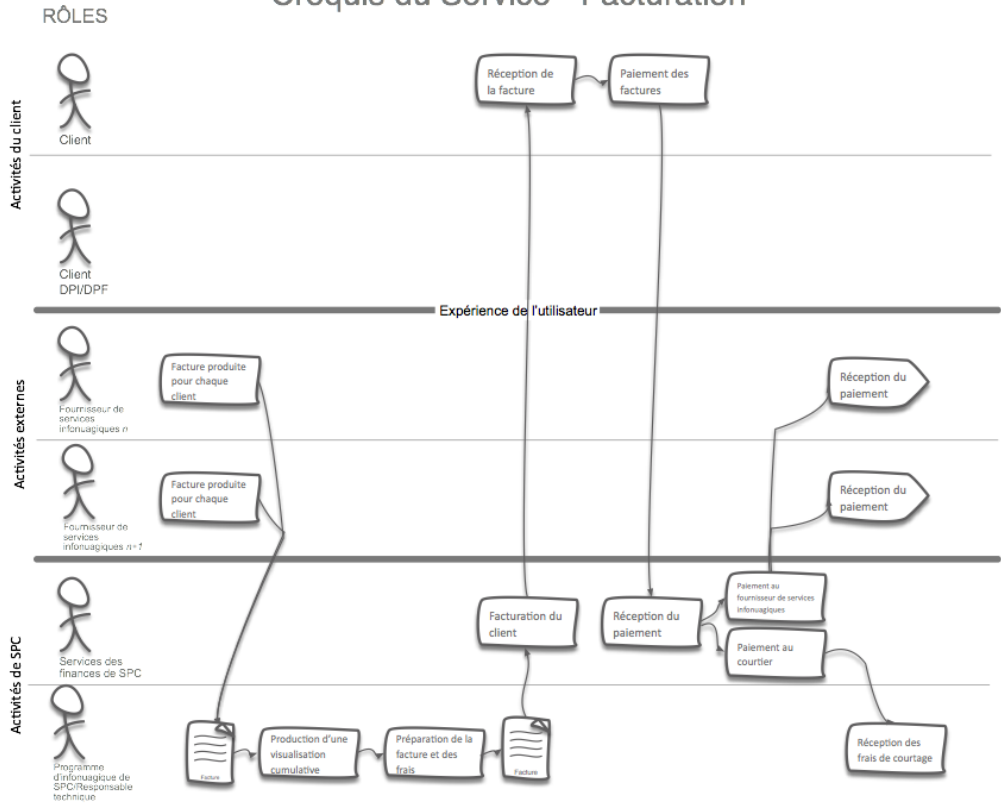 Croquis du Service - Facturation
RÔLES
Activités du client
Client
Réception de
la facture
Paiement des
factures
Client
DPI/DPF
Expérience de l'utilisateur
Activités externes
Fournisseur de
services
infonuagiques n
Facture produite
pour chaque
client
Réception du
paiement
Fournisseur de
services
infonuagiques n+1
Facture produite
pour chaque
client
Réception du
paiement
Activités de SPC
Services des
finances de SPC
Facturation du
client
Réception du
paiement
Paiement au
fournisseur de services
infonuagiques
Paiement au
courtier
Programme
d'infonuagique de
SPC/Responsable
technique
Facture
Production d'une
visualisation
cumulative
Préparation de la
facture et des
frais
Facture
Réception des
frais de courtage